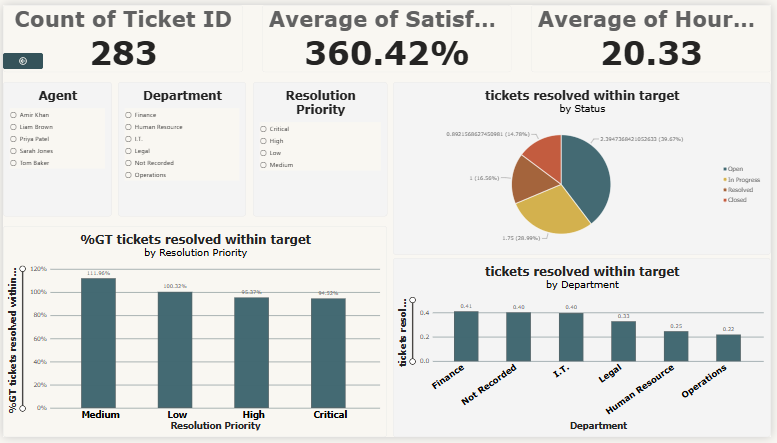 Count of Ticket ID
283
Average of Satisf...
360.42%
Average of Hour...
20.33
Agent
Amir Khan
Liam Brown
Priya Patel
Sarah Jones
Tom Baker
Department
Finance
Human Resource
I.T.
Legal
Not Recorded
Operations
Resolution
Priority
Critical
High
Low
Medium
tickets resolved within target
by Status
0.8921568627450981 (14.78%)
2.3947368421052633 (39.67%)
1 (16.56%)
1.75 (28.99%)
Open
In Progress
Resolved
Closed
%GT tickets resolved within target
by Resolution Priority
%GT tickets resolved within...
120%
100%
80%
60%
40%
20%
0%
111.96%
100.32%
95.37%
94.52%
Medium
Low
High
Critical
Resolution Priority
tickets resolved within target
by Department
tickets resol...
0.4
0.2
0.0
0.41
0.40
0.40
0.33
0.25
0.22
Finance
Not Recorded
I.T.
Legal
Human Resource
Operations
Department